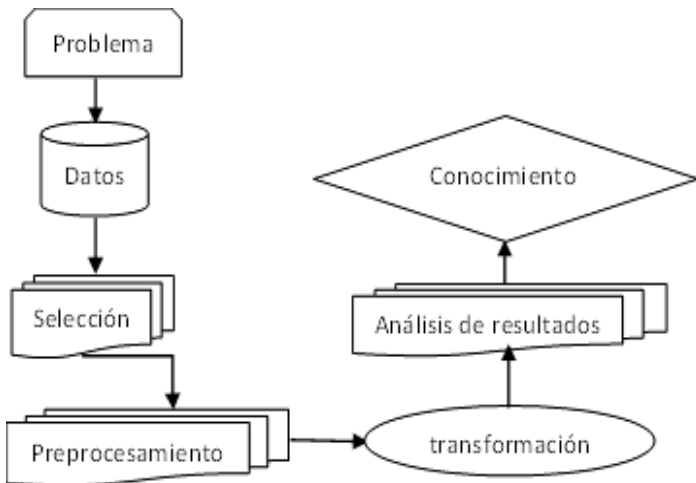 Problema
Datos
Selección
Preprocesamiento
transformación
Análisis de resultados
Conocimiento